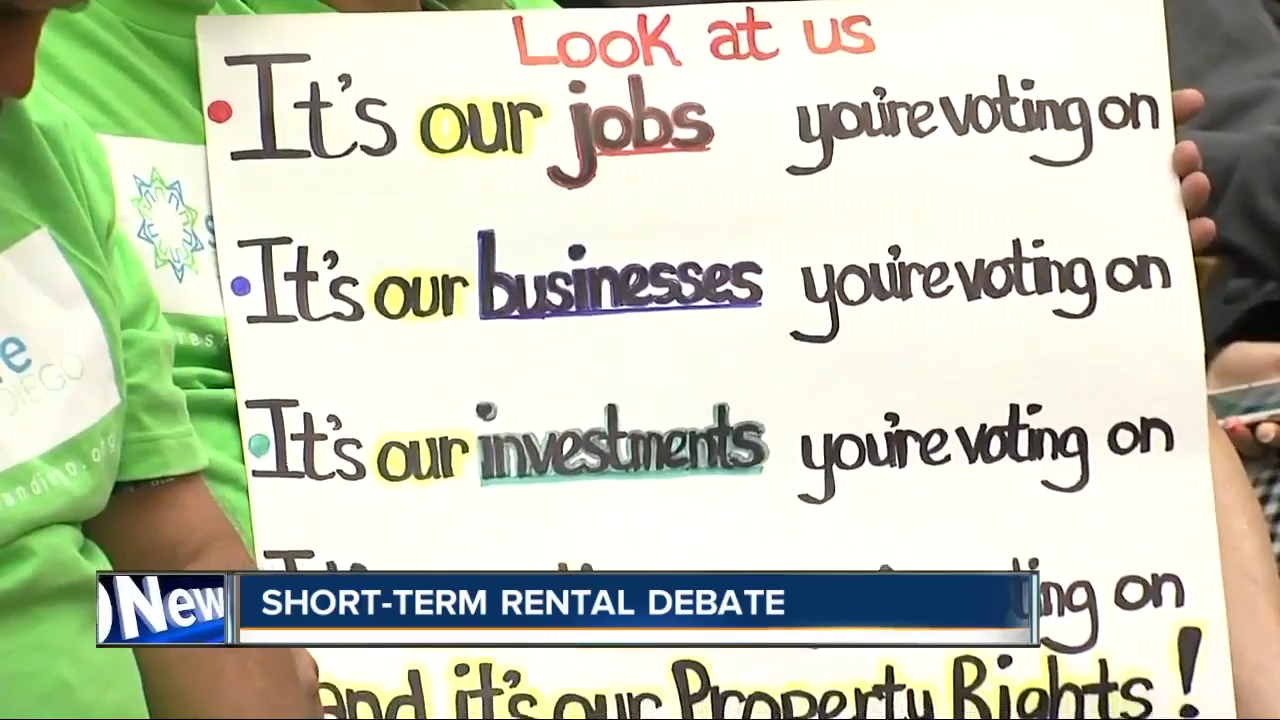 Look at us
It's our jobs you're voting on
It's our businesses you're voting on
It's our investments you're voting on
on
and it's our Property Rights!
News
SHORT-TERM RENTAL DEBATE
DIEGO